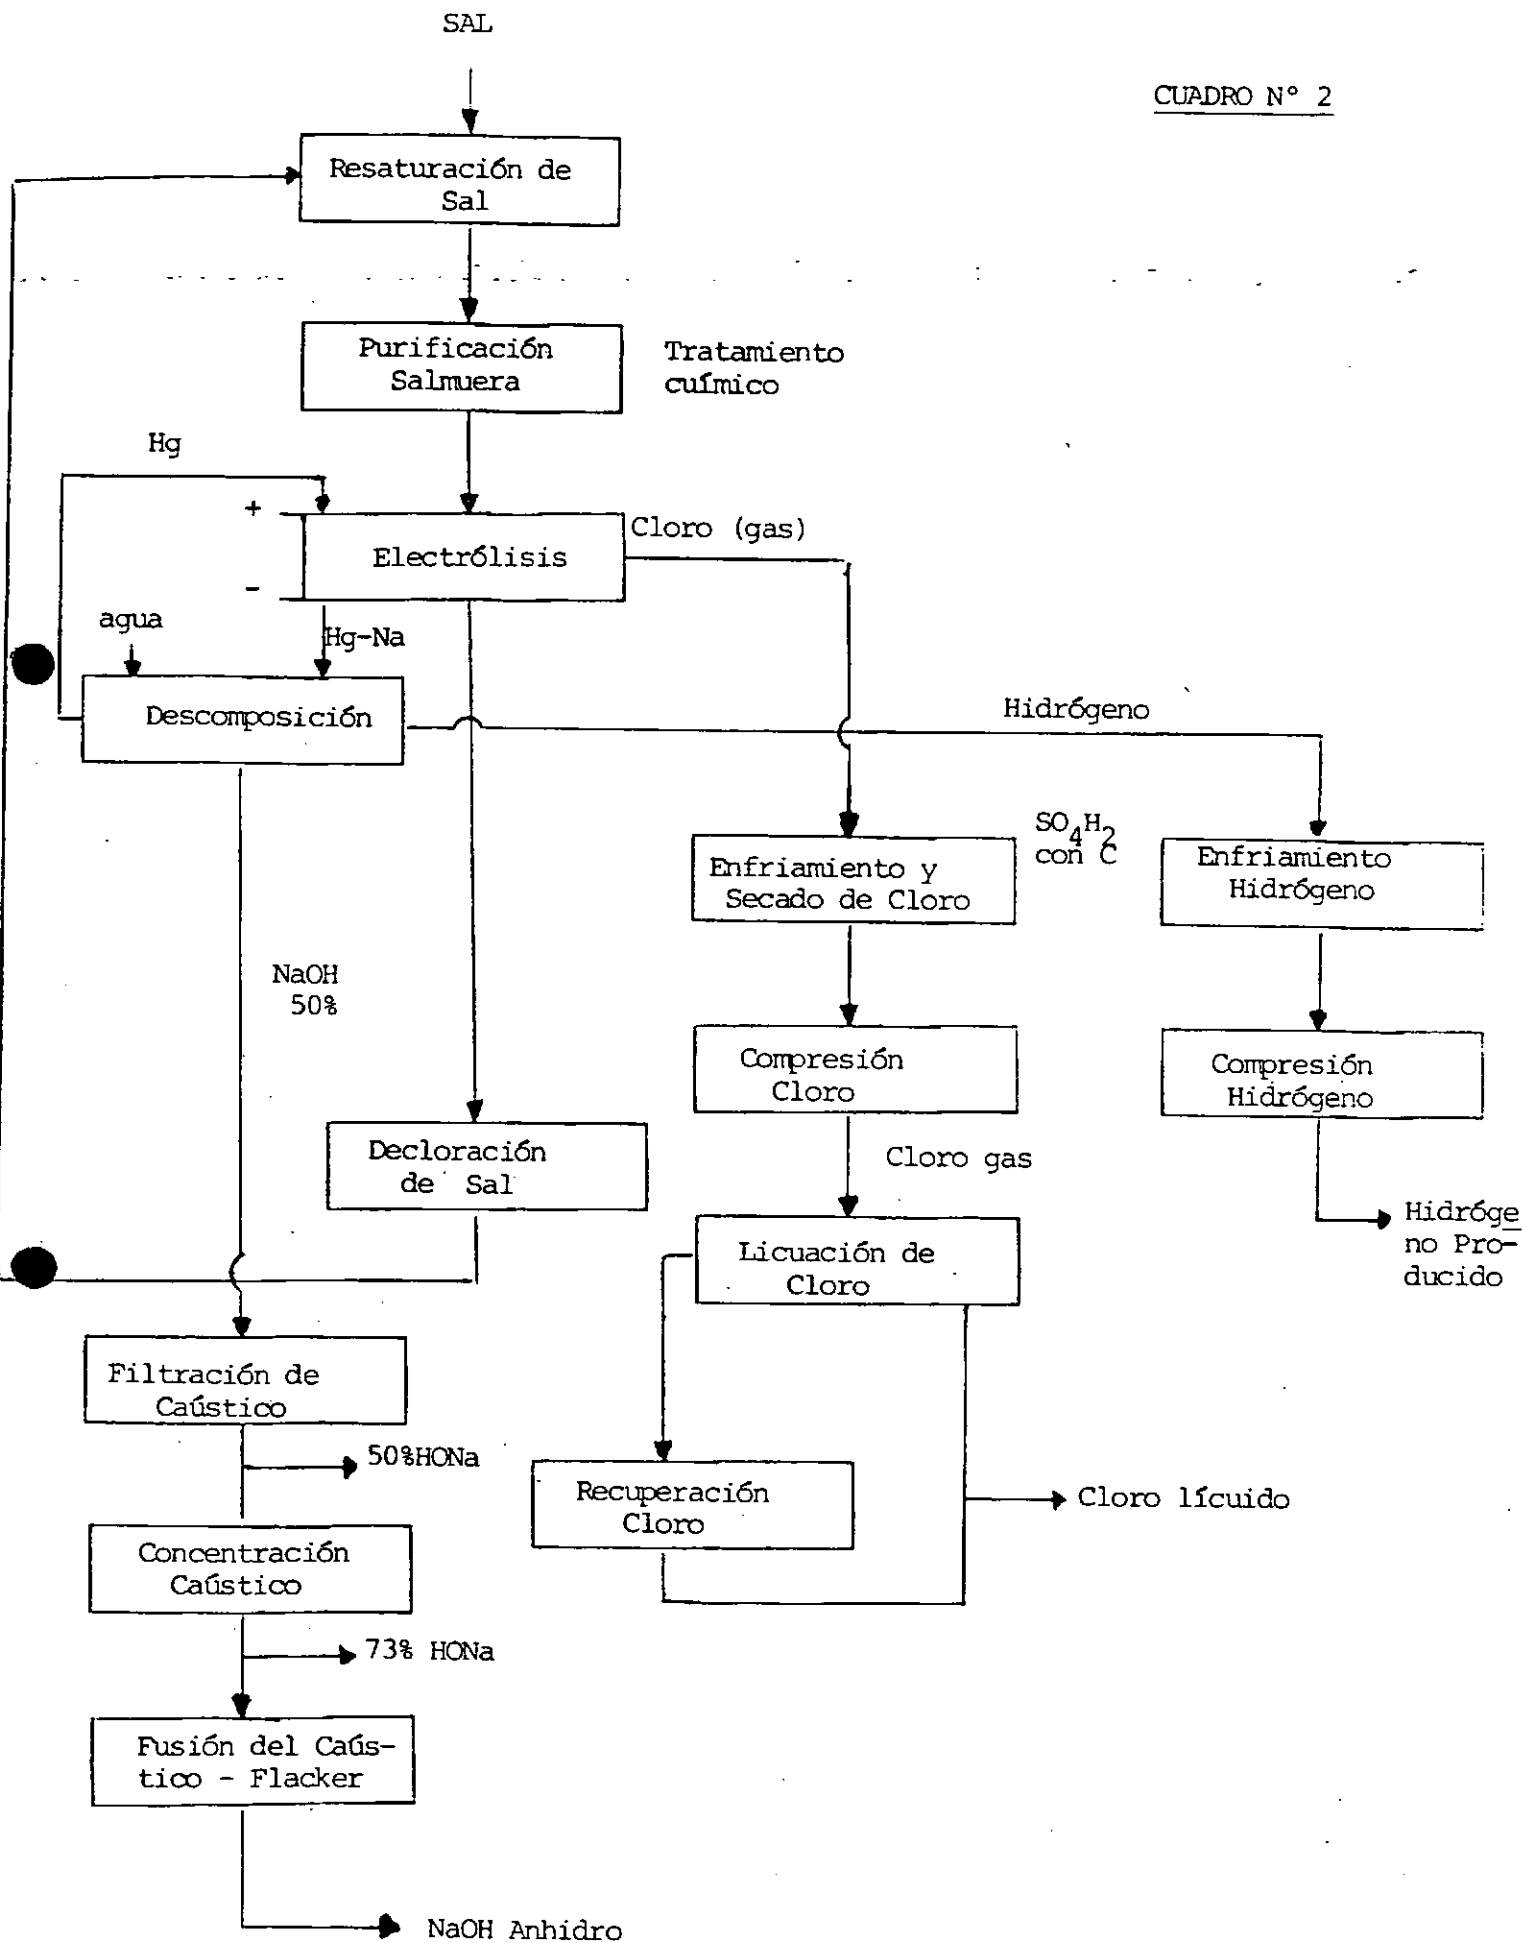 SAL
CUADRO N° 2
Resaturación de
Sal
Purificación
Salmuera
Tratamiento
cuímico
Hg
+
Cloro (gas)
Electrólisis
-
agua
Hg-Na
Descomposición
Hidrógeno
SO4H2
con C
Enfriamiento y
Secado de Cloro
Enfriamiento
Hidrógeno
NaOH
50%
Compresión
Cloro
Compresión
Hidrógeno
Decloración
de Sal
Cloro gas
Hidróge
no Pro-
ducido
Licuación de
Cloro
Filtración de
Caústico
50%HONa
Recuperación
Cloro
Cloro lícuido
Concentración
Caústico
73% HONa
Fusión del Caús-
tico - Flacker
NaOH Anhidro